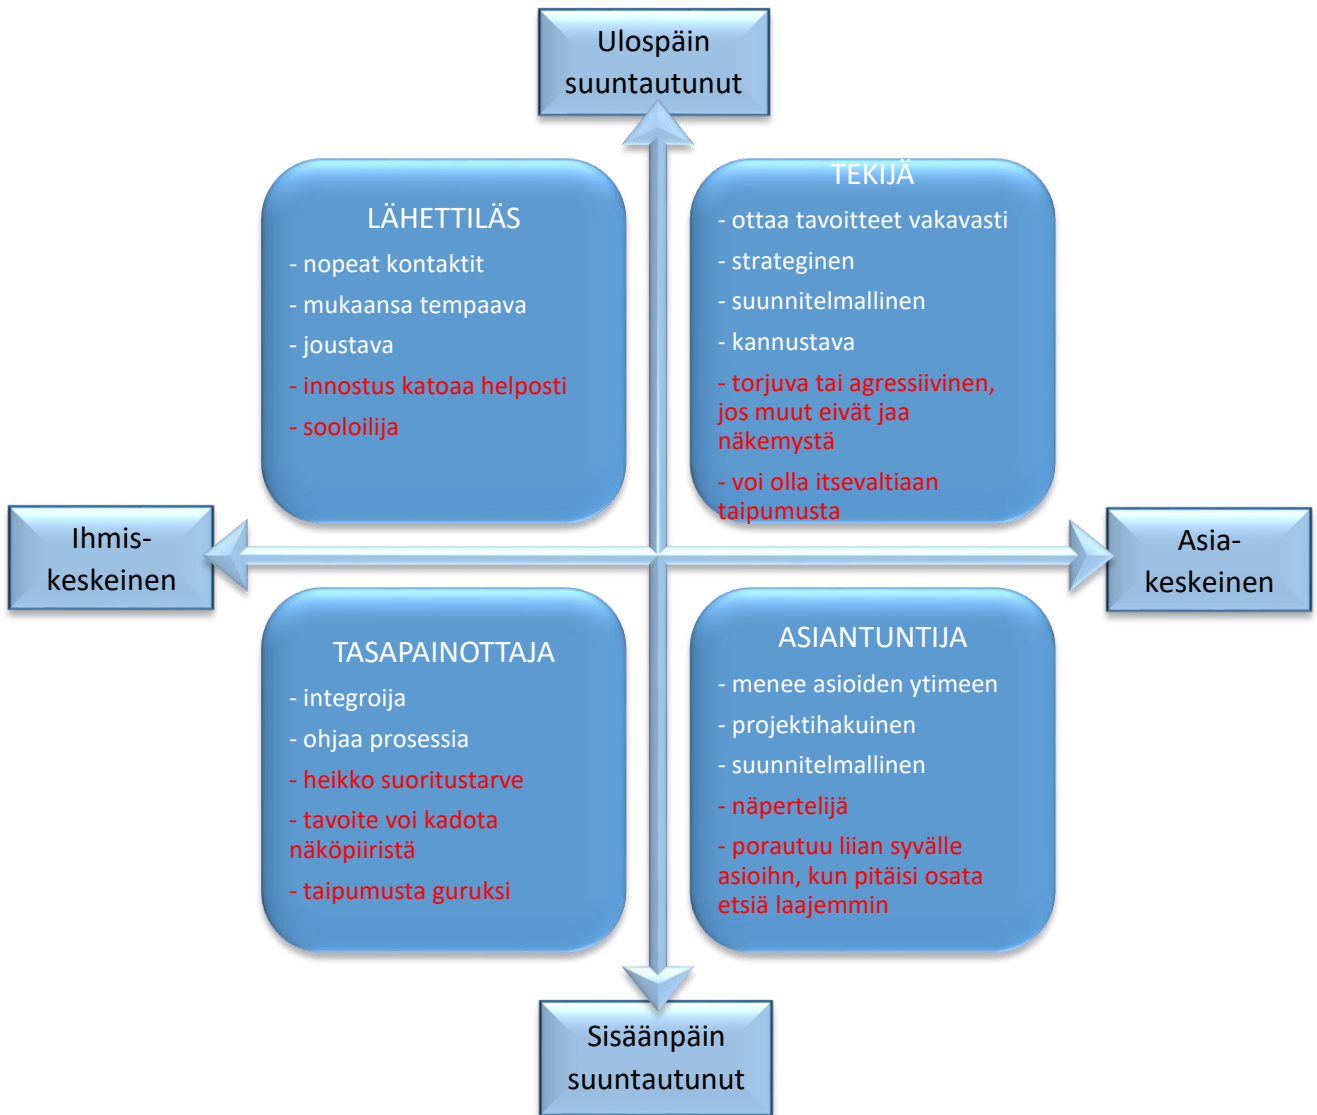 Ulospäin
suuntautunut
LÄHETTILÄS
- nopeat kontaktit
- mukaansa tempaava
- joustava
- innostus katoaa helposti
- sooloilija
TEKIJÄ
- ottaa tavoitteet vakavasti
- strateginen
- suunnitelmallinen
- kannustava
- torjuva tai agressiivinen,
jos muut eivät jaa
näkemystä
- voi olla itsevaltiaan
taipumusta
Ihmis-
keskeinen
Asia-
keskeinen
TASAPAINOTTAJA
- integroija
- ohjaa prosessia
- heikko suoritustarve
- tavoite voi kadota
näköpiiristä
- taipumusta guruksi
ASIANTUNTIJA
- menee asioiden ytimeen
- projektihakuinen
- suunnitelmallinen
- näpertelijä
- porautuu liian syvälle
asioihn, kun pitäisi osata
etsiä laajemmin
Sisäänpäin
suuntautunut